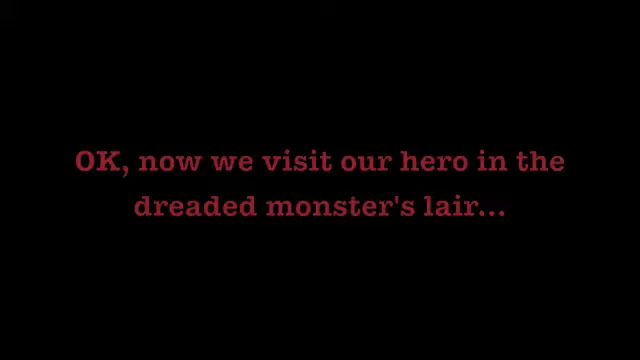 OK, now we visit our hero in the
dreaded monster's lair...